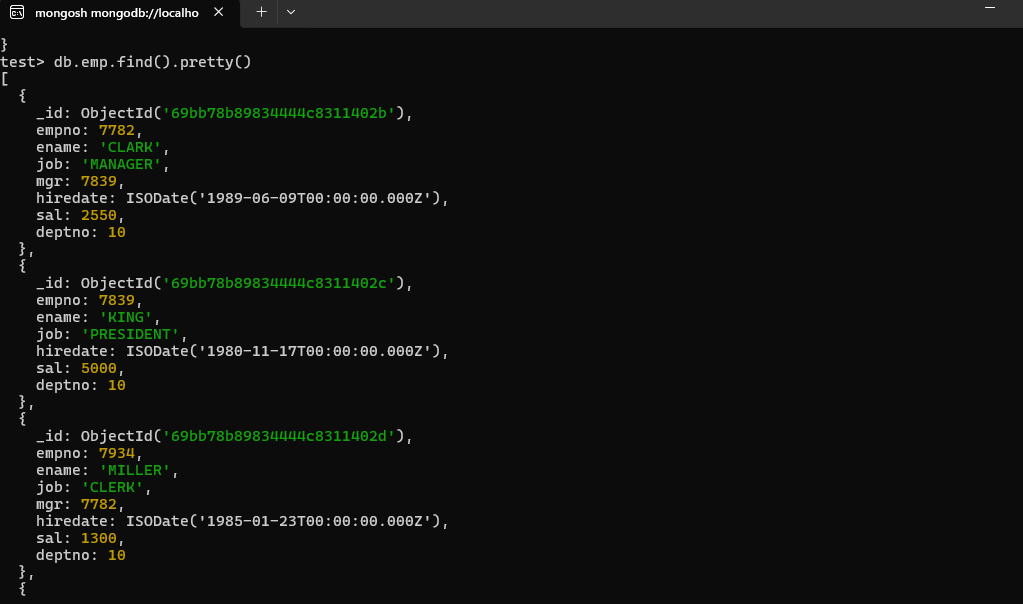 mongosh mongodb://localho
}
test> db.emp.find().pretty()
[
  {
    _id: ObjectId('69bb78b89834444c8311402b'),
    empno: 7782,
    ename: 'CLARK',
    job: 'MANAGER',
    mgr: 7839,
    hiredate: ISODate('1989-06-09T00:00:00.000Z'),
    sal: 2550,
    deptno: 10
  },
  {
    _id: ObjectId('69bb78b89834444c8311402c'),
    empno: 7839,
    ename: 'KING',
    job: 'PRESIDENT',
    hiredate: ISODate('1980-11-17T00:00:00.000Z'),
    sal: 5000,
    deptno: 10
  },
  {
    _id: ObjectId('69bb78b89834444c8311402d'),
    empno: 7934,
    ename: 'MILLER',
    job: 'CLERK',
    mgr: 7782,
    hiredate: ISODate('1985-01-23T00:00:00.000Z'),
    sal: 1300,
    deptno: 10
  },
  {